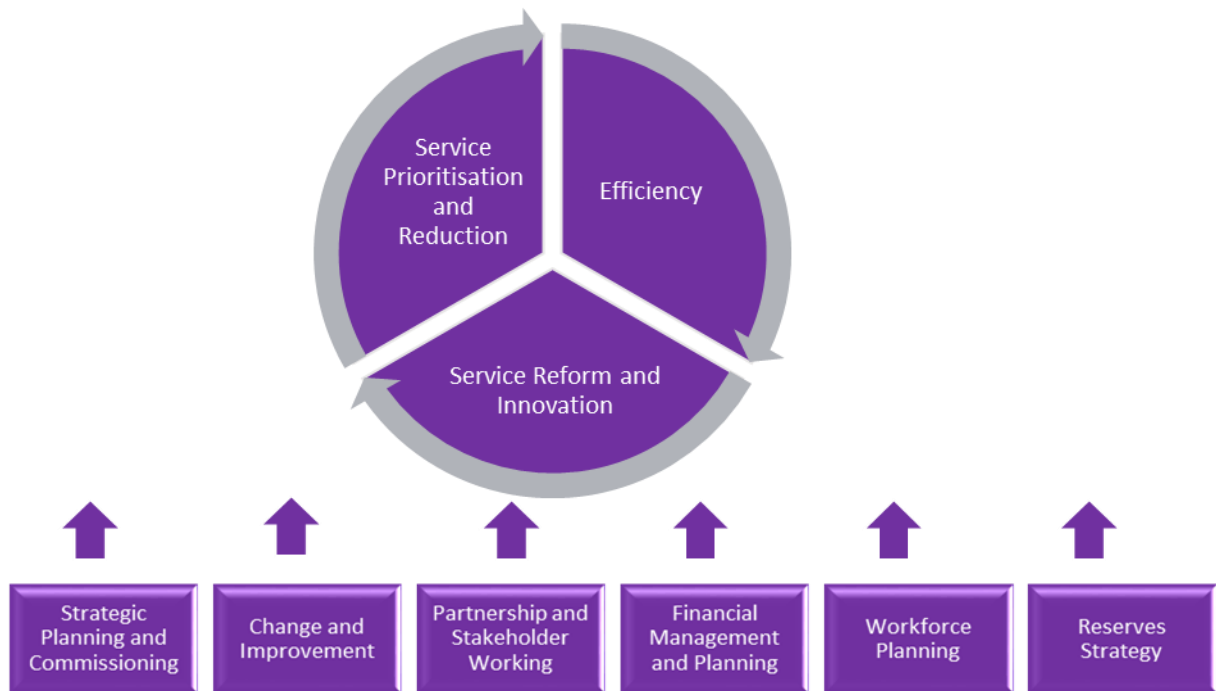 Service
Prioritisation
and
Reduction
Efficiency
Service Reform and
Innovation
Strategic
Planning and
Commissioning
Change and
Improvement
Partnership and
Stakeholder
Working
Financial
Management
and Planning
Workforce
Planning
Reserves
Strategy